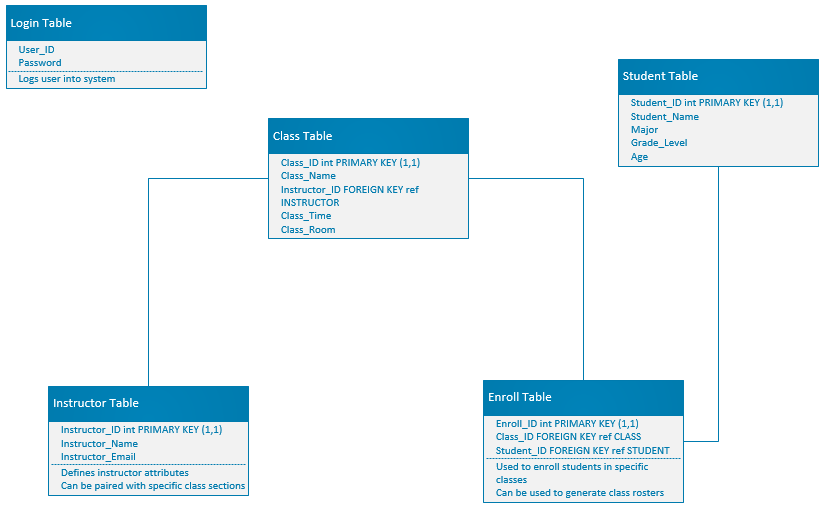 Login Table
User_ID
Password
Logs user into system
Student Table
Student_ID int PRIMARY KEY (1,1)
Student_Name
Major
Grade_Level
Age
Class Table
Class_ID int PRIMARY KEY (1,1)
Class_Name
Instructor_ID FOREIGN KEY ref
INSTRUCTOR
Class_Time
Class_Room
Instructor Table
Instructor_ID int PRIMARY KEY (1,1)
Instructor_Name
Instructor_Email
Defines instructor attributes
Can be paired with specific class sections
Enroll Table
Enroll_ID int PRIMARY KEY (1,1)
Class_ID FOREIGN KEY ref CLASS
Student_ID FOREIGN KEY ref STUDENT
Used to enroll students in specific
classes
Can be used to generate class rosters